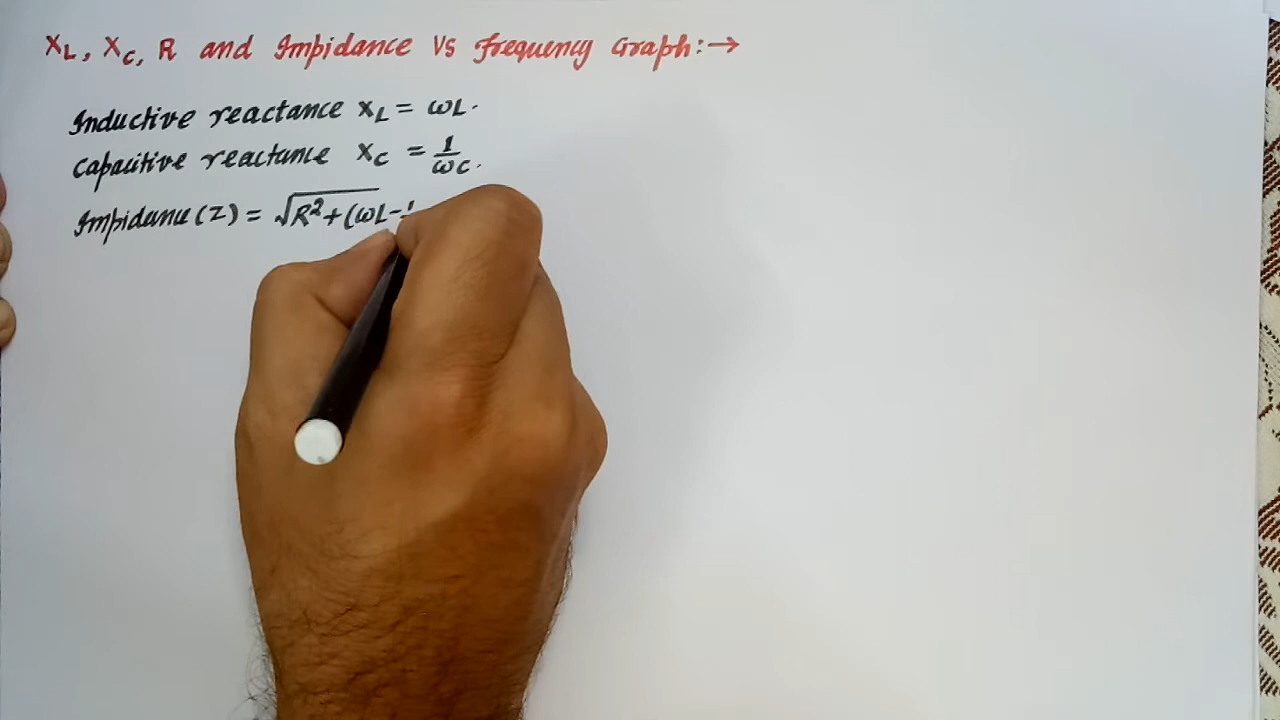 XL, XC, R and Impidance Vs frequency Graph:→
Inductive reactance XL = ωL.
Capacitive reactance XC = 1/ωC.
Impidance (Z) = √R²+(ωL-1